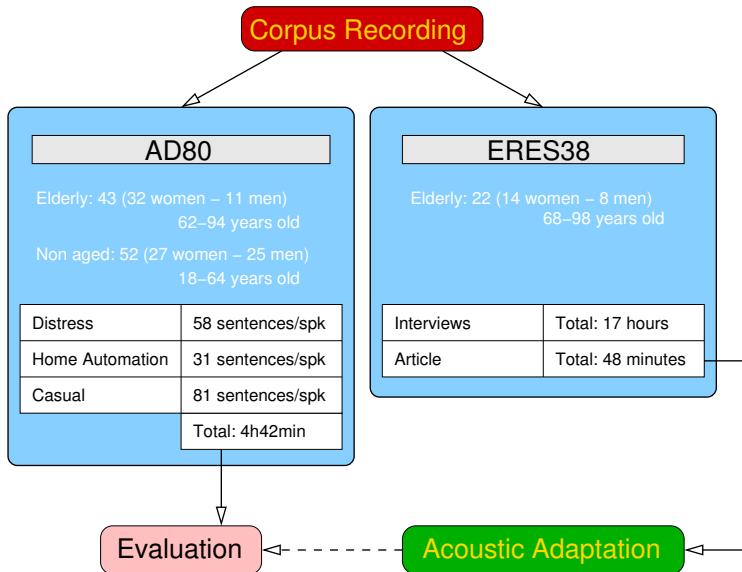 Corpus Recording
AD80
Elderly: 43 (32 women − 11 men)
62−94 years old
Non aged: 52 (27 women − 25 men)
18−64 years old
Distress 58 sentences/spk
Home Automation 31 sentences/spk
Casual 81 sentences/spk
Total: 4h42min
ERES38
Elderly: 22 (14 women − 8 men)
68−98 years old
Interviews Total: 17 hours
Article Total: 48 minutes
Evaluation
Acoustic Adaptation